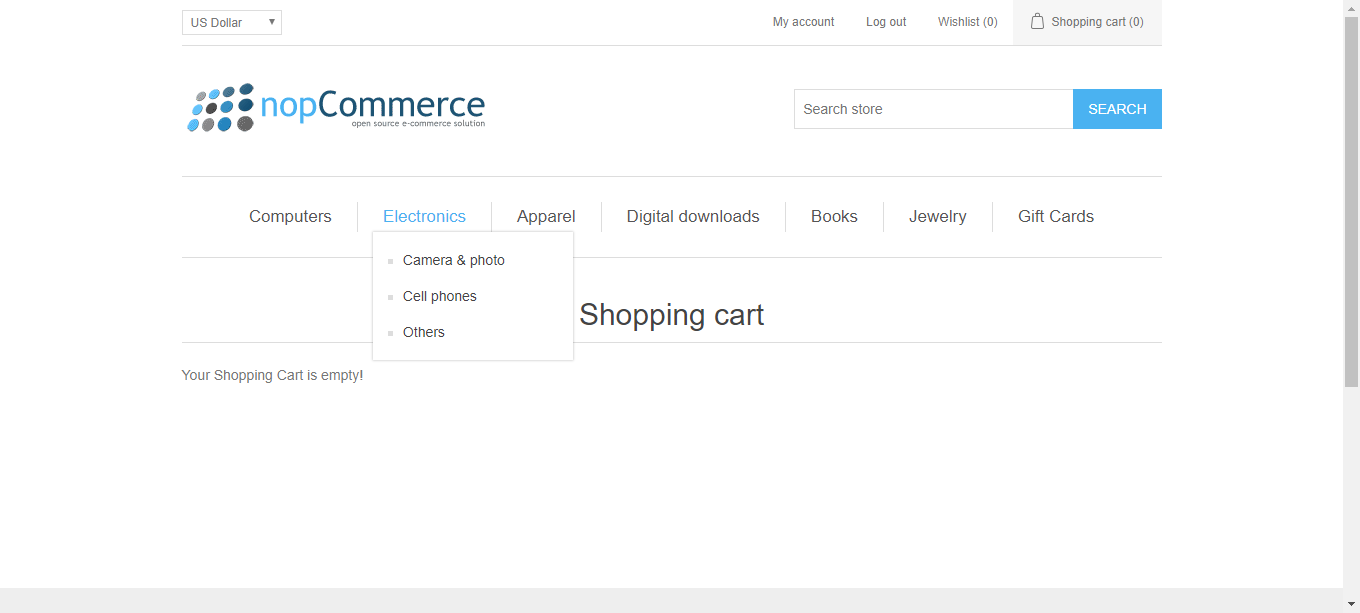 US Dollar
My account
Log out
Wishlist (0)
Shopping cart (0)
nopCommerce
open source e-commerce solution
Search store
SEARCH
Computers
Electronics
Apparel
Digital downloads
Books
Jewelry
Gift Cards
Camera & photo
Cell phones
Others
Shopping cart
Your Shopping Cart is empty!